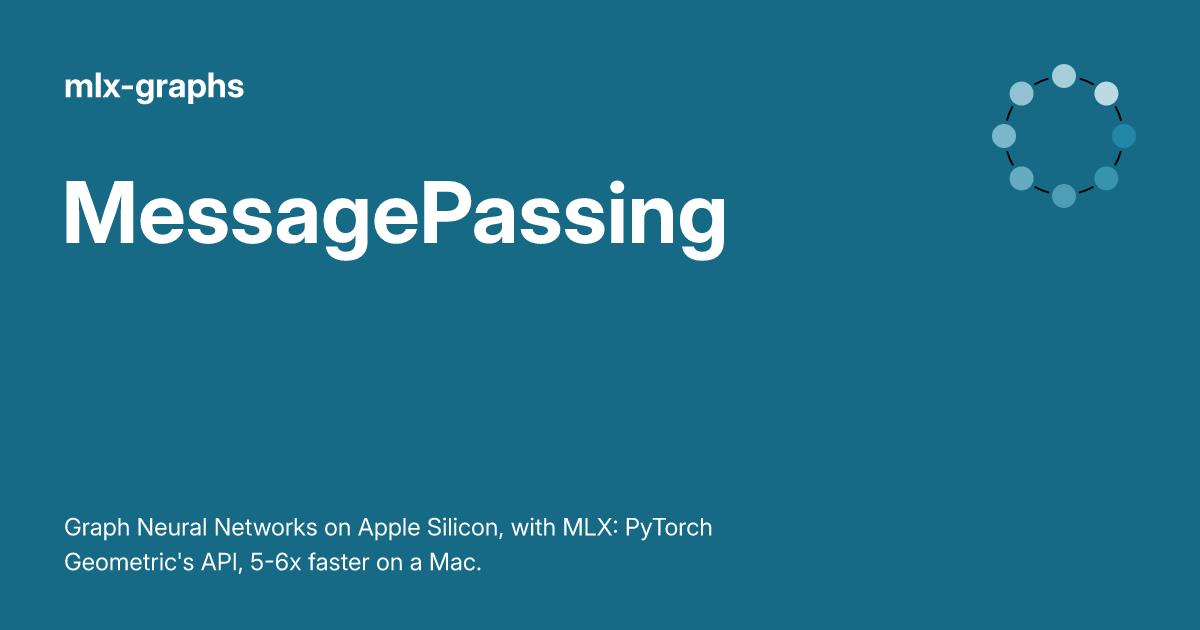 mlx-graphs
MessagePassing
Graph Neural Networks on Apple Silicon, with MLX: PyTorch
Geometric's API, 5-6x faster on a Mac.